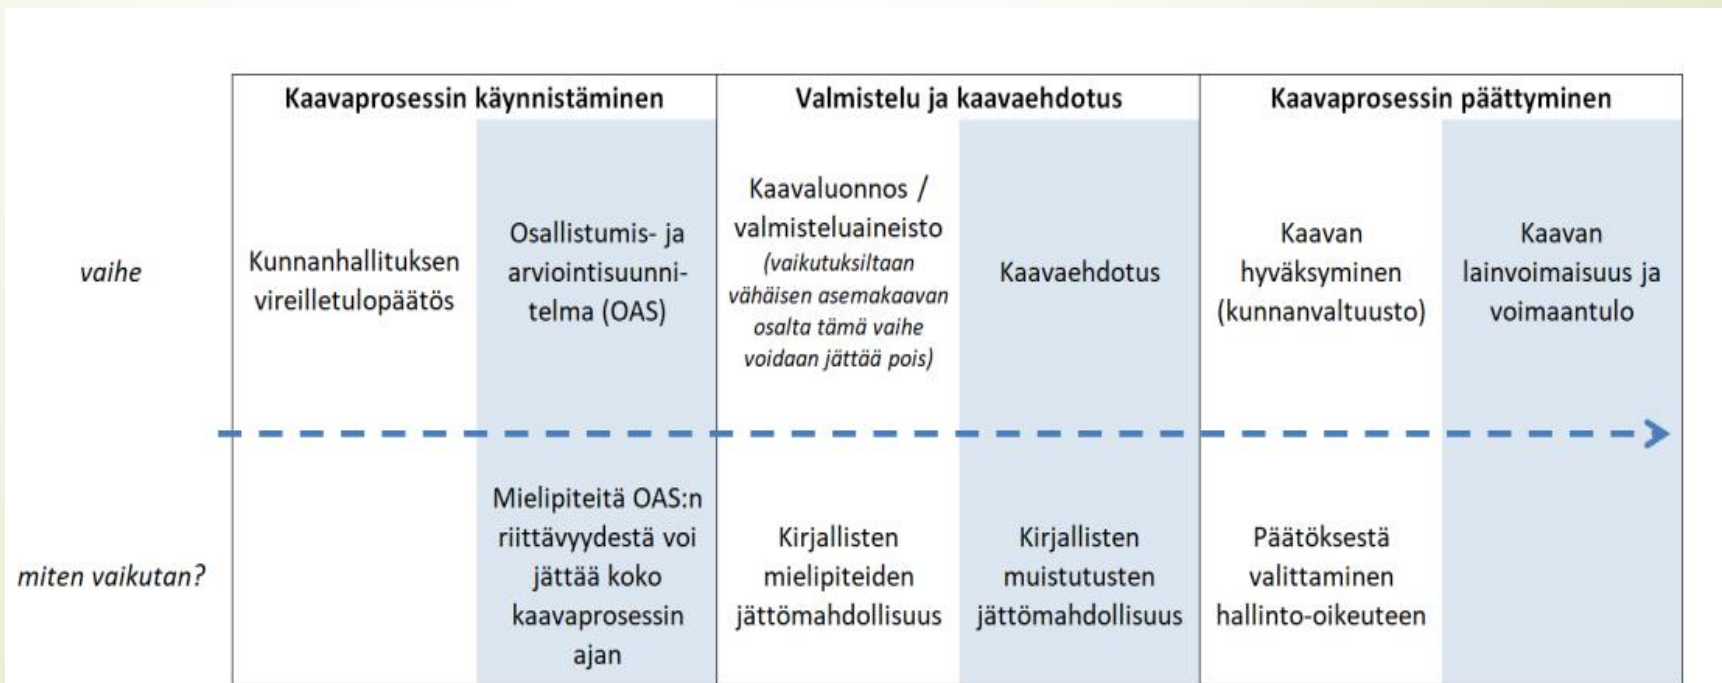 Kaavaprosessin käynnistäminen
Valmistelu ja kaavaehdotus
Kaavaprosessin päättyminen
vaihe
Kunnanhallituksen
vireilletulopäätös
Osallistumis- ja
arviointisuunni-
telma (OAS)
Kaavaluonnos /
valmisteluaineisto
(vaikutuksiltaan
vähäisen asemakaavan
osalta tämä vaihe
voidaan jättää pois)
Kaavaehdotus
Kaavan
hyväksyminen
(kunnanvaltuusto)
Kaavan
lainvoimaisuus ja
voimaantulo
miten vaikutan?
Mielipiteitä OAS:n
riittävyydestä voi
jättää koko
kaavaprosessin
ajan
Kirjallisten
mielipiteiden
jättömahdollisuus
Kirjallisten
muistutusten
jättömahdollisuus
Päätöksestä
valittaminen
hallinto-oikeuteen